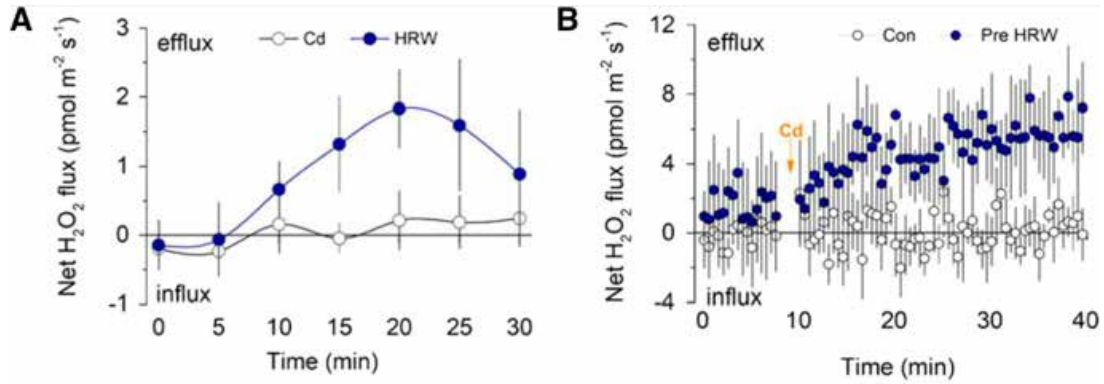 A
Net H₂O₂ flux (pmol m⁻² s⁻¹)
3
2
1
0
-1
efflux
Cd
HRW
influx
0 5 10 15 20 25 30
Time (min)
B
Net H₂O₂ flux (pmol m⁻² s⁻¹)
12
8
4
0
-4
efflux
Con
Pre HRW
Cd
influx
0 10 20 30 40
Time (min)